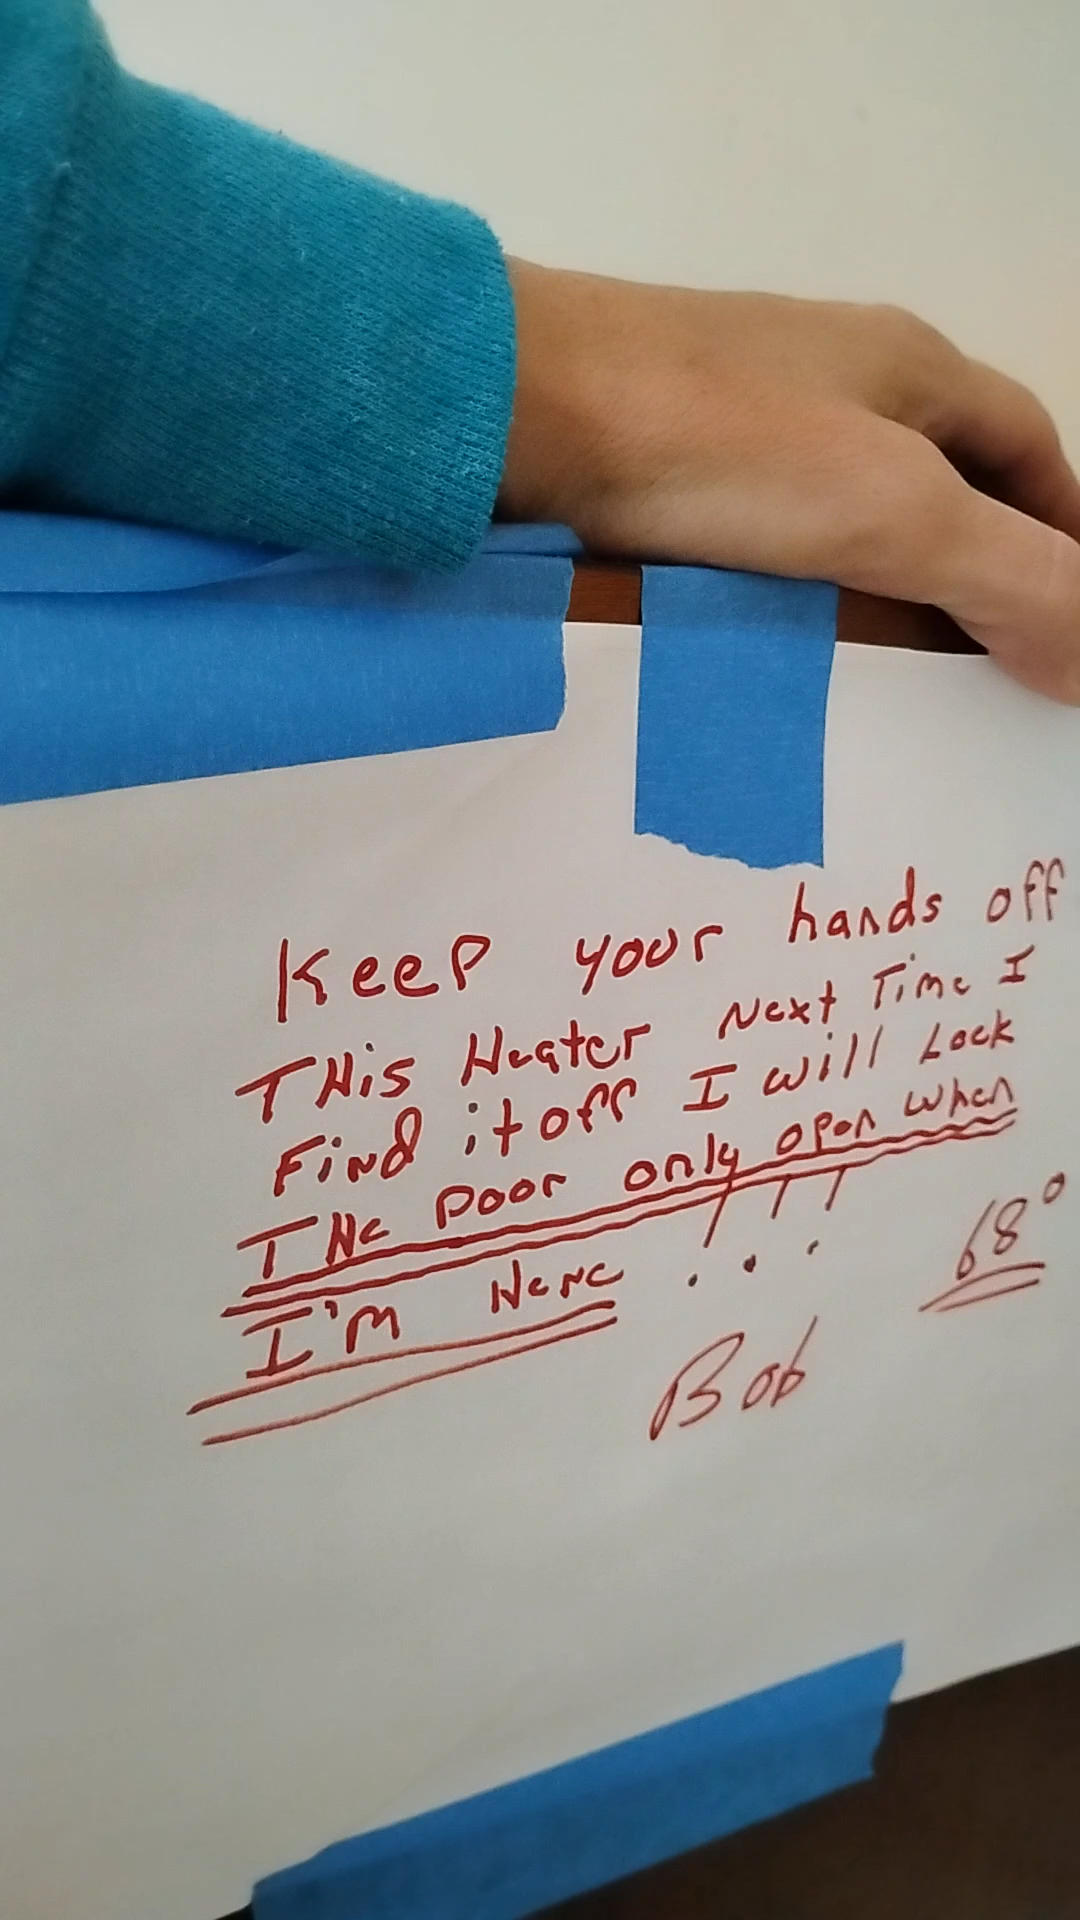 Keep your hands off
THis Heater Next Time I
Find it off I will Lock
THe Door only open when
I'm Here !!!
68°
Bob